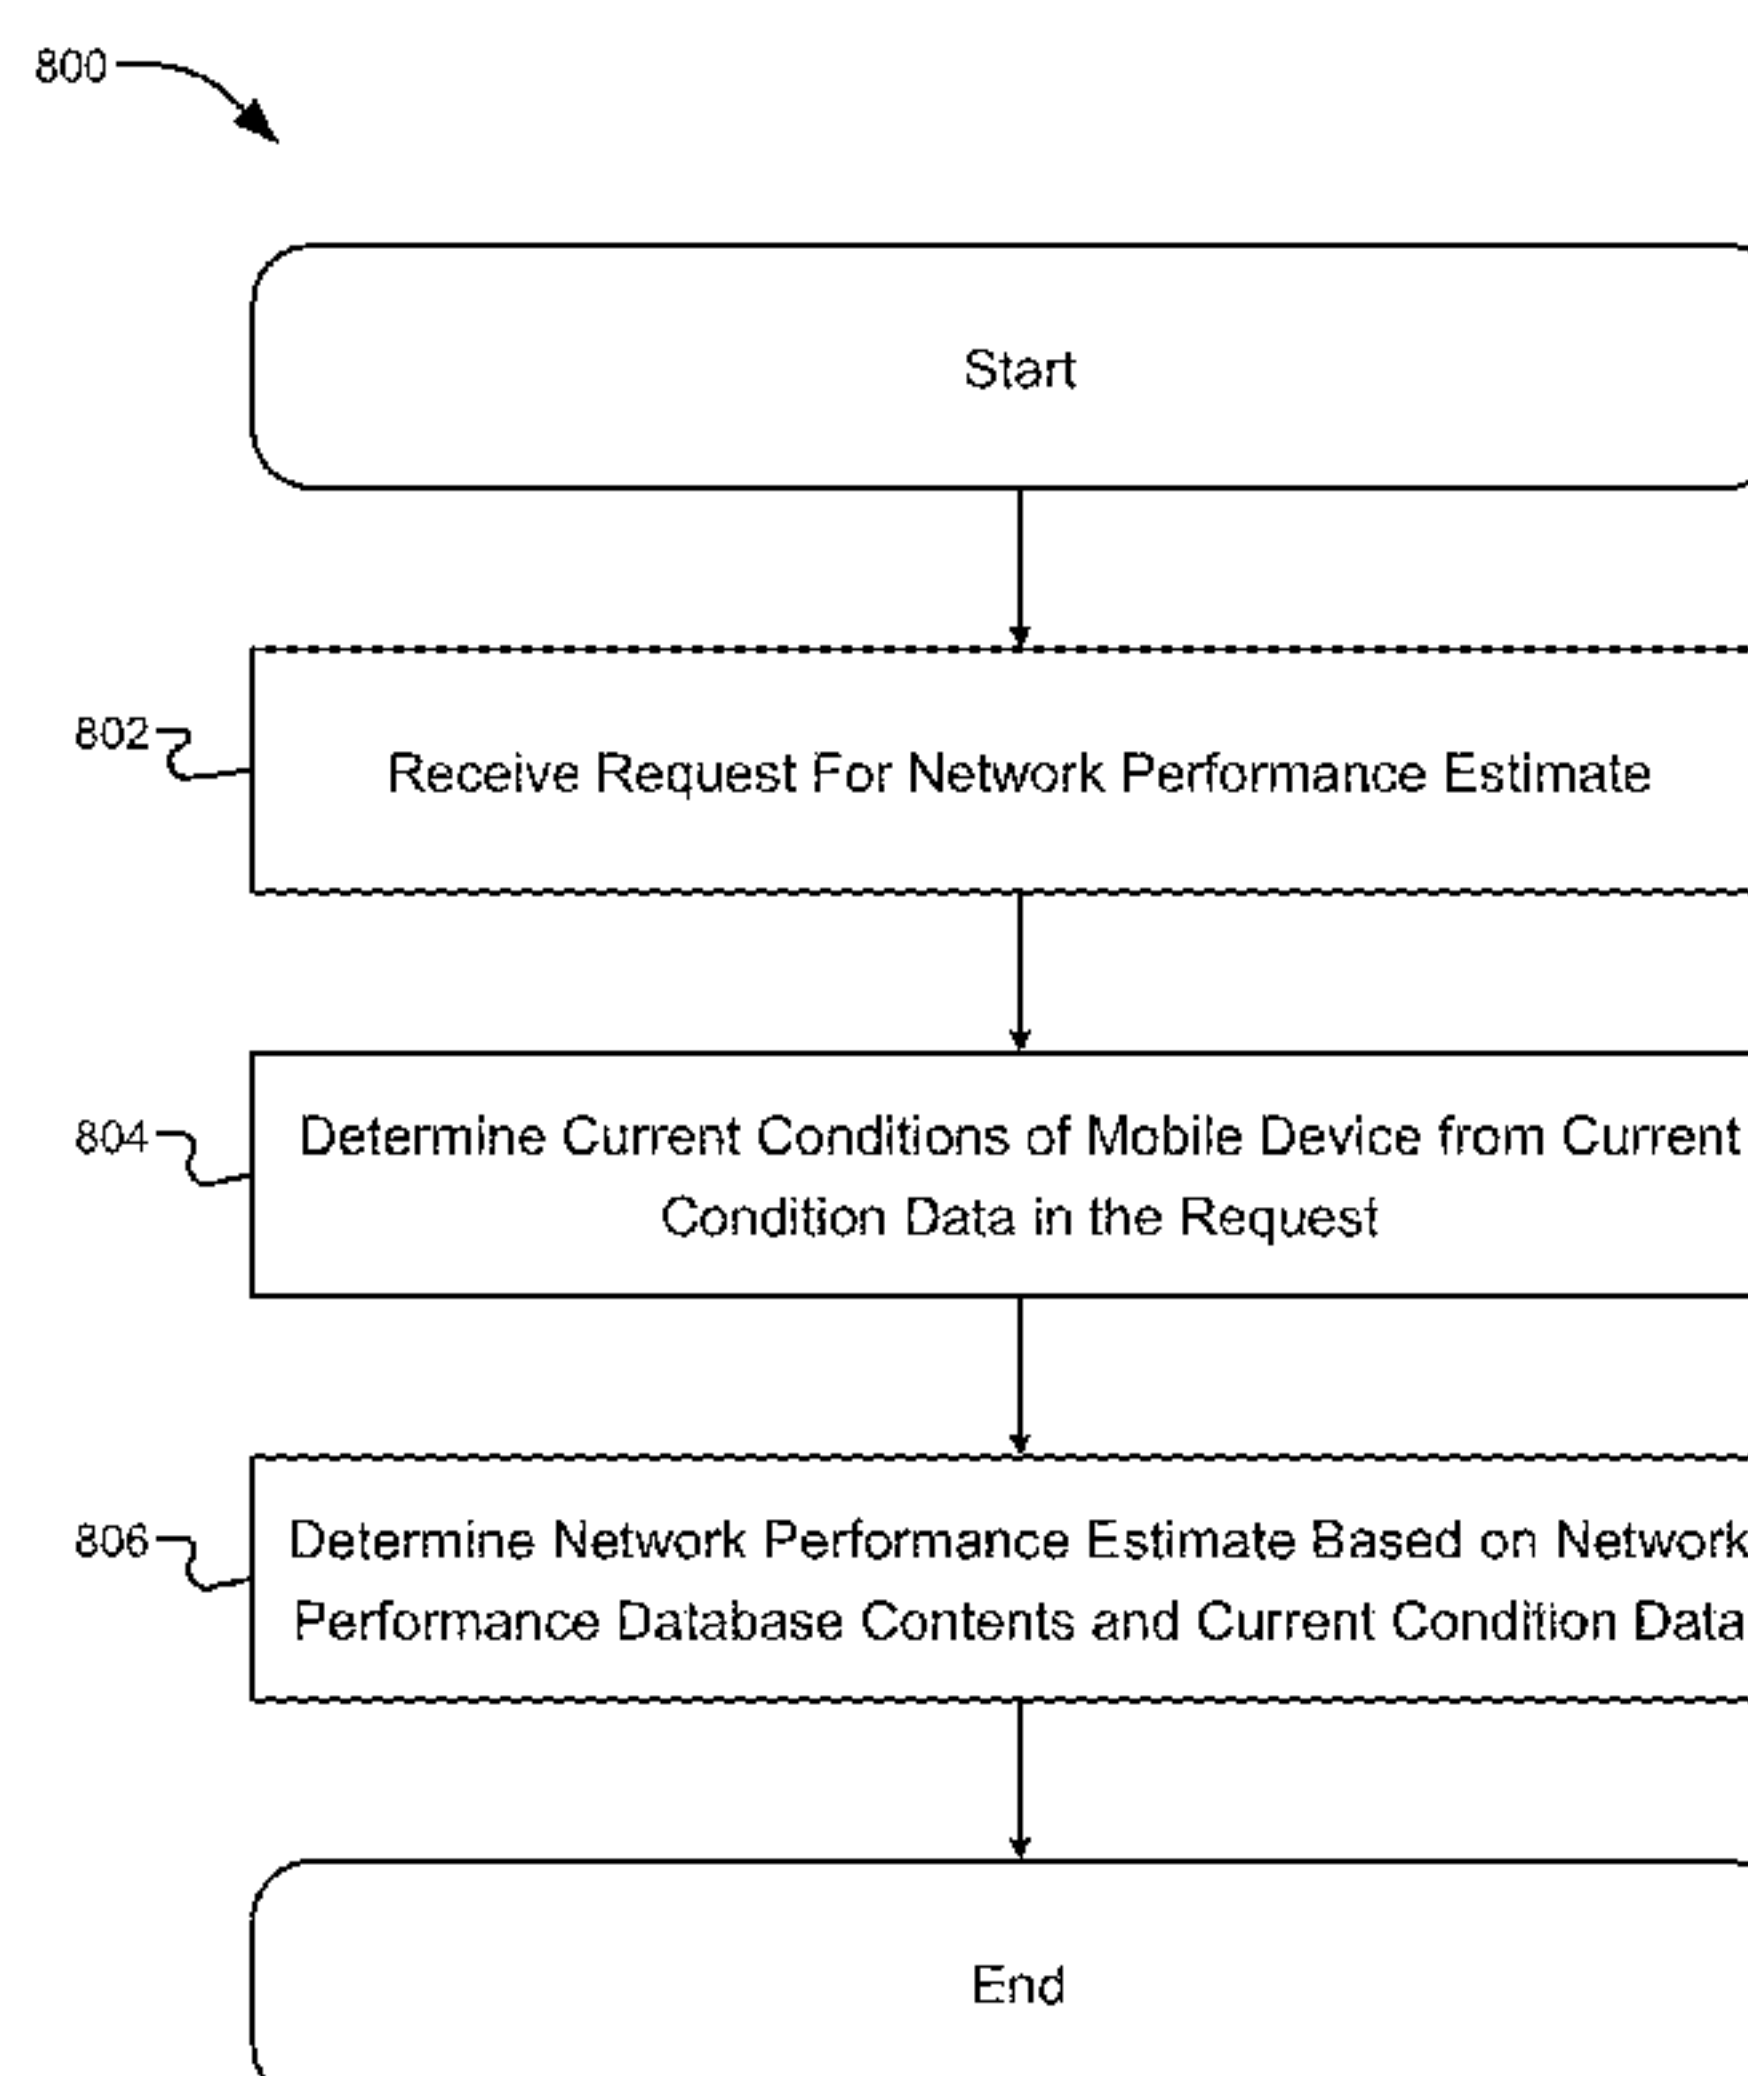 800
Start
802
Receive Request For Network Performance Estimate
804
Determine Current Conditions of Mobile Device from Current
Condition Data in the Request
806
Determine Network Performance Estimate Based on Network
Performance Database Contents and Current Condition Data
End